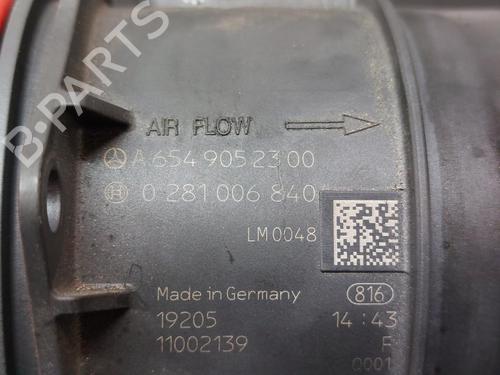 B-PARTS
AIR FLOW
A 654 905 23 00
0 281 006 840
LM0048
Made in Germany 816
19205 14:43
11002139 F
0001